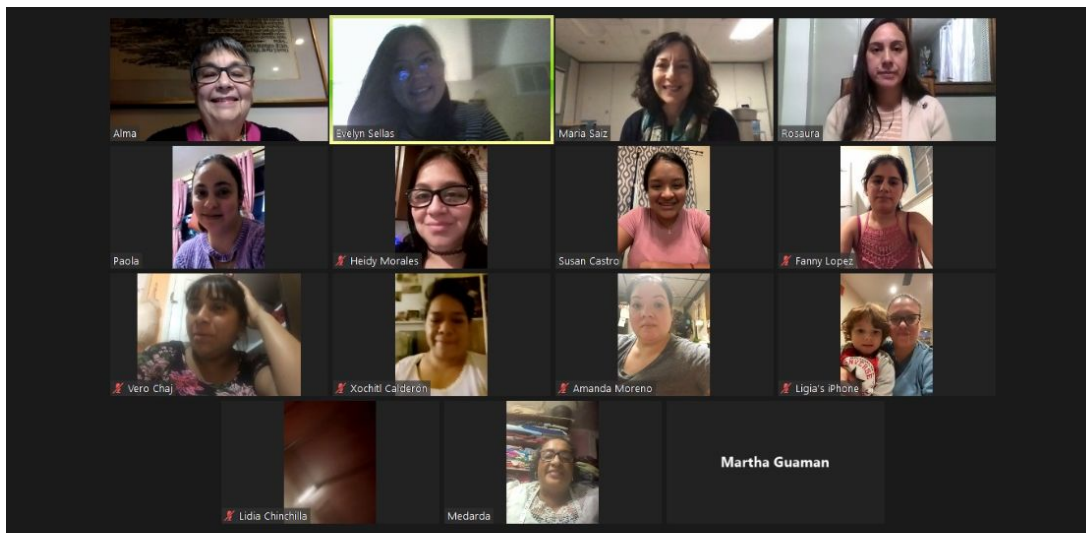 Alma
Evelyn Sellas
Maria Saiz
Rosaura
Paola
Heidy Morales
Susan Castro
Fanny Lopez
Vero Chaj
Xochitl Calderón
Amanda Moreno
Ligia's iPhone
Lidia Chinchilla
Medarda
Martha Guaman